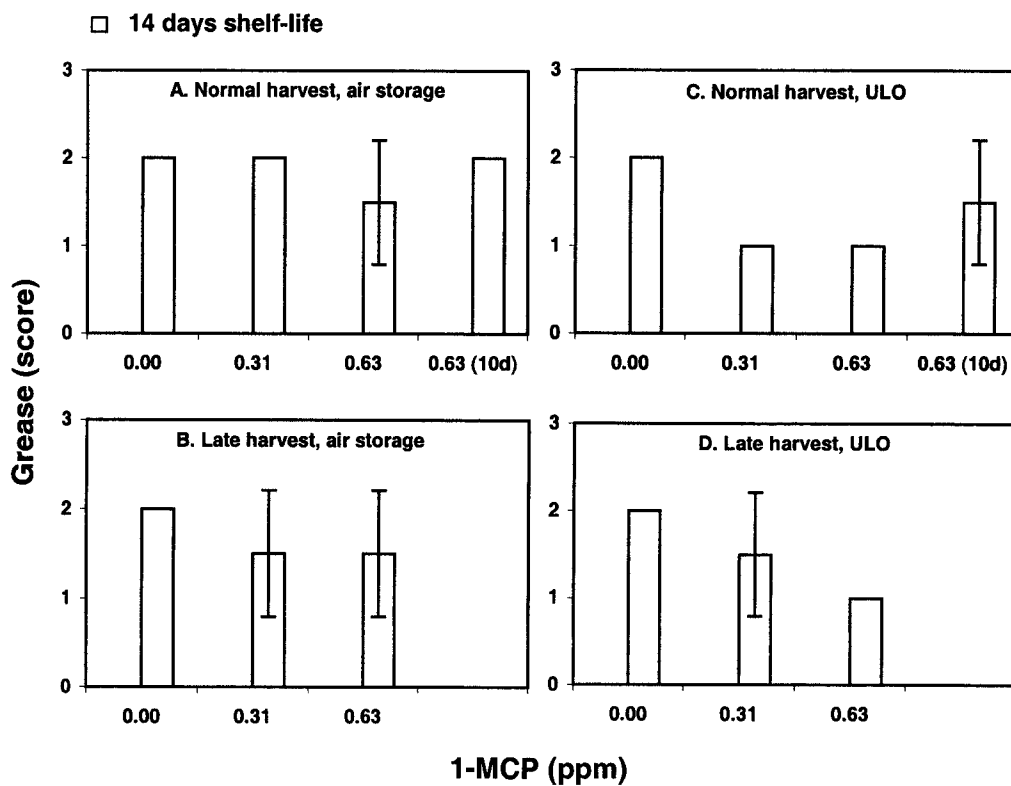 14 days shelf-life
A. Normal harvest, air storage
3
2
1
0
0.00 0.31 0.63 0.63 (10d)
C. Normal harvest, ULO
3
2
1
0
0.00 0.31 0.63 0.63 (10d)
Grease (score)
B. Late harvest, air storage
3
2
1
0
0.00 0.31 0.63
D. Late harvest, ULO
3
2
1
0
0.00 0.31 0.63
1-MCP (ppm)